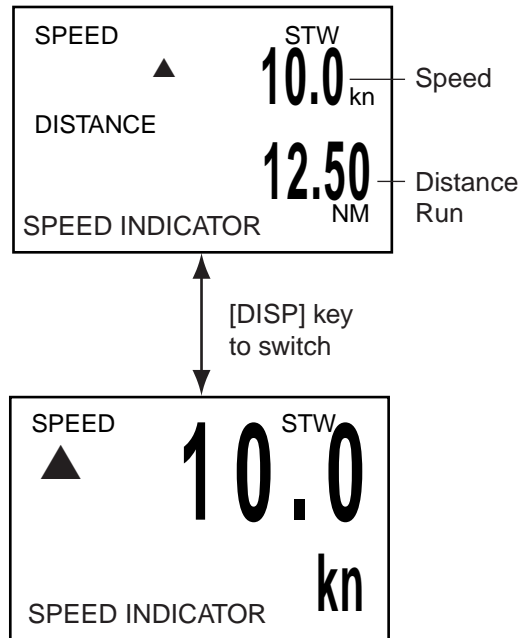 SPEED
STW
▲
10.0 kn
Speed
DISTANCE
12.50
NM
Distance
Run
SPEED INDICATOR
[DISP] key
to switch
SPEED
STW
▲
10.0
kn
SPEED INDICATOR